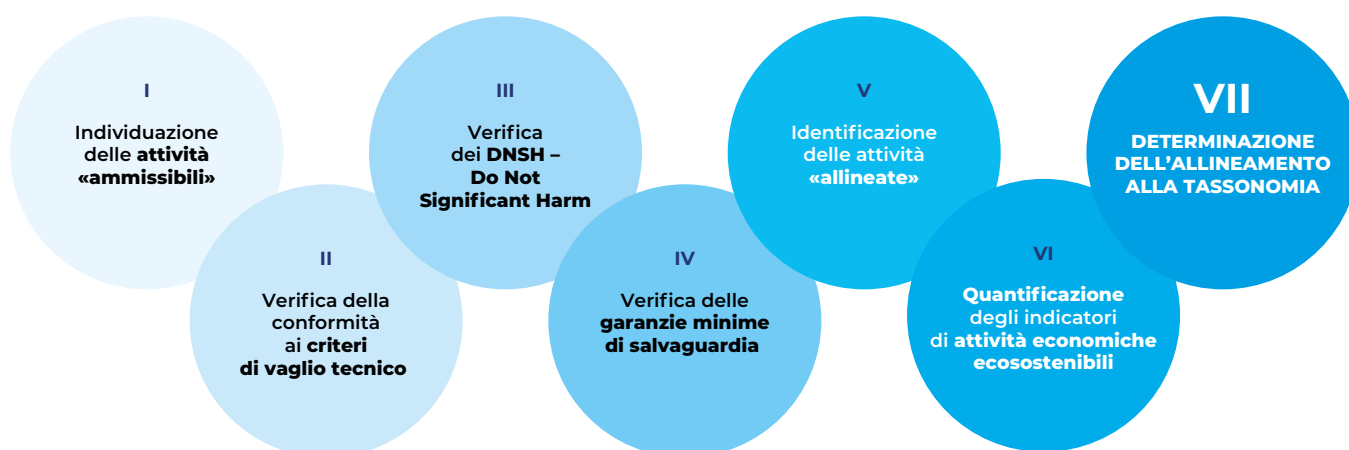 I
Individuazione
delle attività
«ammissibili»
II
Verifica della
conformità
ai criteri
di vaglio tecnico
III
Verifica
dei DNSH –
Do Not
Significant Harm
IV
Verifica delle
garanzie minime
di salvaguardia
V
Identificazione
delle attività
«allineate»
VI
Quantificazione
degli indicatori
di attività economiche
ecosostenibili
VII
DETERMINAZIONE
DELL’ALLINEAMENTO
ALLA TASSONOMIA